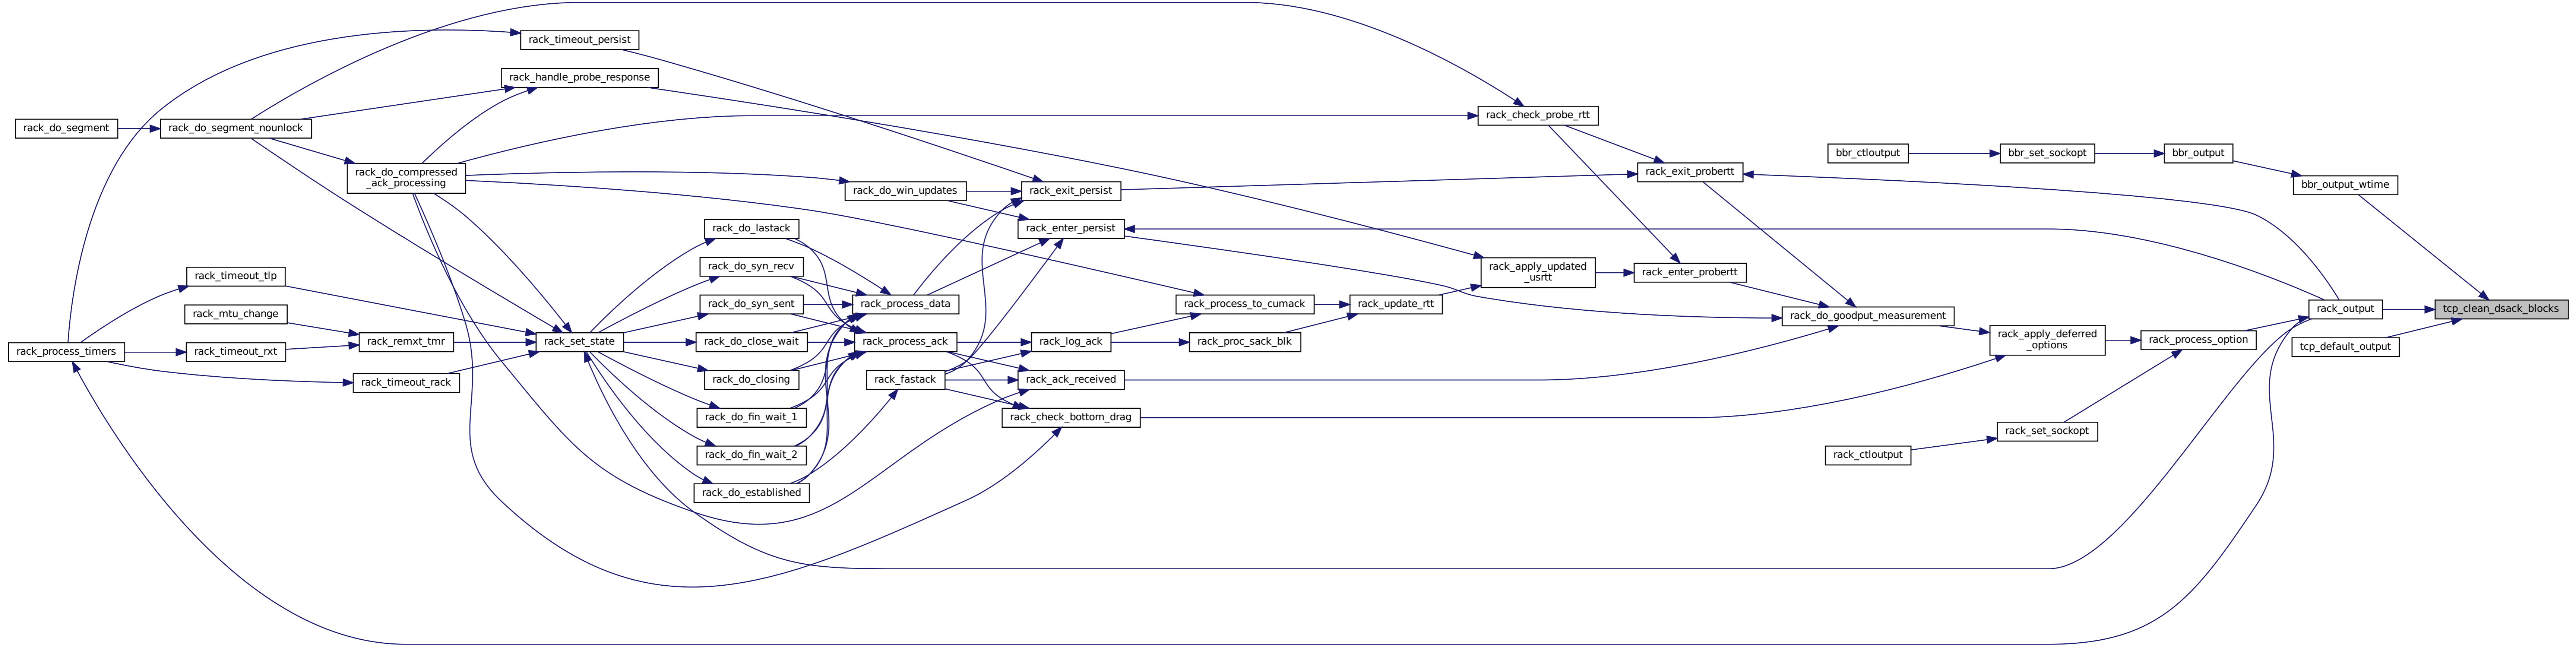 rack_timeout_persist
rack_handle_probe_response
rack_check_probe_rtt
rack_do_segment
rack_do_segment_nounlock
bbr_ctloutput
bbr_set_sockopt
bbr_output
rack_do_compressed
_ack_processing
rack_exit_probertt
bbr_output_wtime
rack_do_win_updates
rack_exit_persist
rack_do_lastack
rack_enter_persist
rack_do_syn_recv
rack_apply_updated
_usrtt
rack_enter_probertt
rack_timeout_tlp
rack_do_syn_sent
rack_process_data
rack_process_to_cumack
rack_update_rtt
rack_output
tcp_clean_dsack_blocks
rack_mtu_change
rack_do_goodput_measurement
rack_process_timers
rack_timeout_rxt
rack_remxt_tmr
rack_set_state
rack_do_close_wait
rack_process_ack
rack_log_ack
rack_proc_sack_blk
rack_apply_deferred
_options
rack_process_option
tcp_default_output
rack_timeout_rack
rack_do_closing
rack_fastack
rack_ack_received
rack_do_fin_wait_1
rack_check_bottom_drag
rack_set_sockopt
rack_do_fin_wait_2
rack_ctloutput
rack_do_established